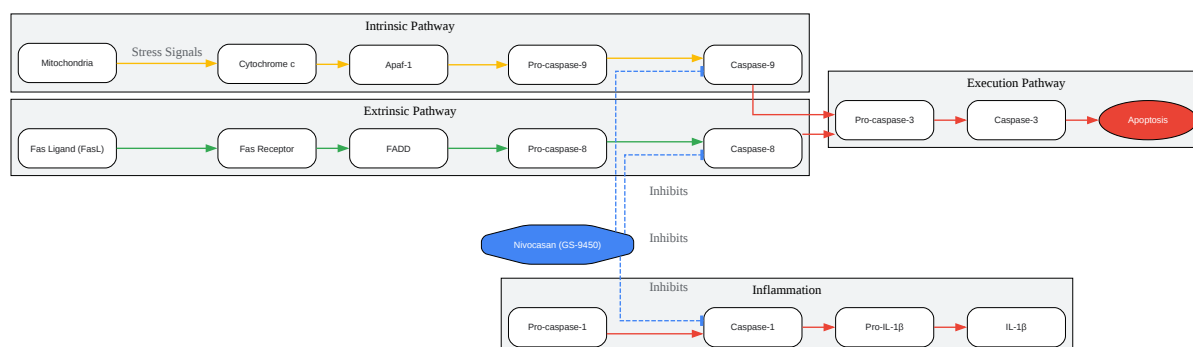 Intrinsic Pathway
Mitochondria
Stress Signals
Cytochrome c
Apaf-1
Pro-caspase-9
Caspase-9
Execution Pathway
Pro-caspase-3
Caspase-3
Apoptosis
Extrinsic Pathway
Fas Ligand (FasL)
Fas Receptor
FADD
Pro-caspase-8
Caspase-8
Inhibits
Nivocasan (GS-9450)
Inhibits
Inhibits
Inflammation
Pro-caspase-1
Caspase-1
Pro-IL-1β
IL-1β